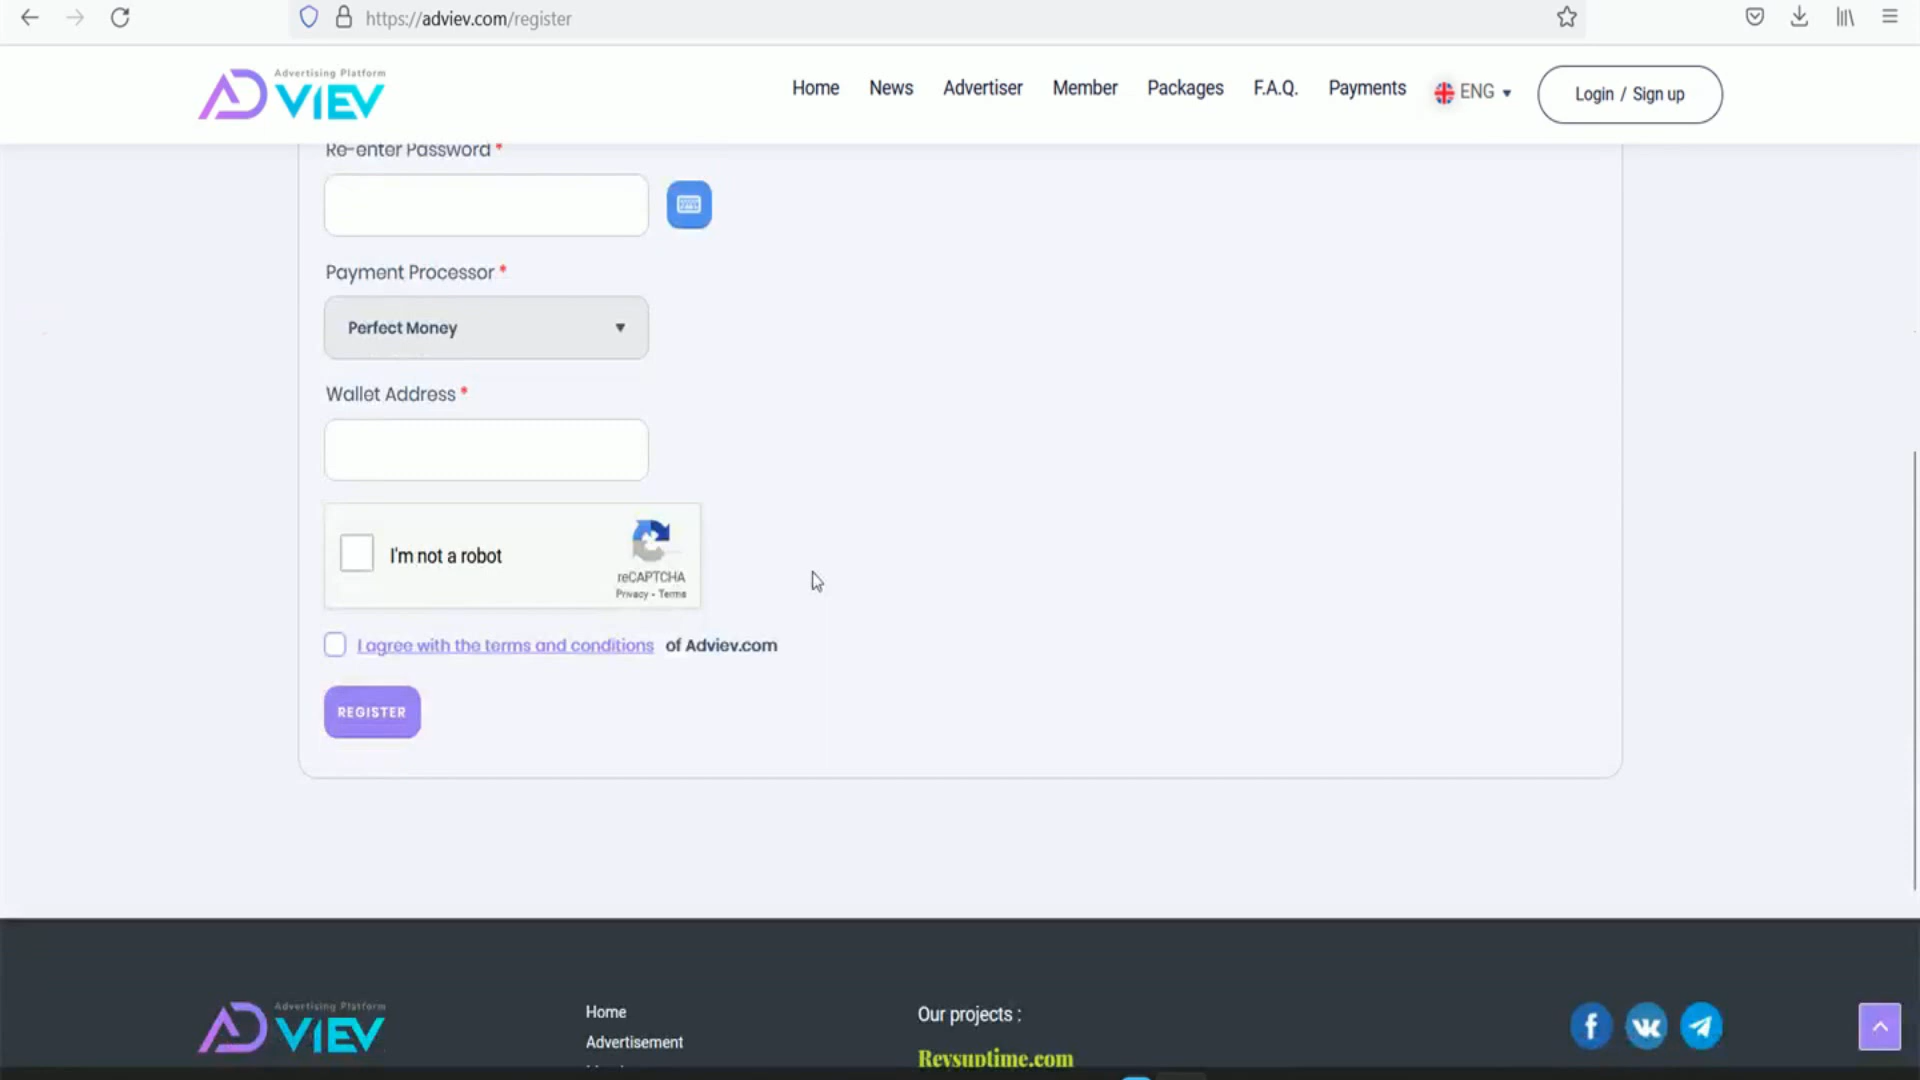 https://adviev.com/register
Advertising Platform
ADVIEV
Home
News
Advertiser
Member
Packages
F.A.Q.
Payments
ENG
Login / Sign up
Re-enter Password *
Payment Processor *
Perfect Money
Wallet Address *
I'm not a robot
reCAPTCHA
Privacy - Terms
I agree with the terms and conditions of Adviev.com
REGISTER
Advertising Platform
ADVIEV
Home
Advertisement
Our projects :
Revsuptime.com